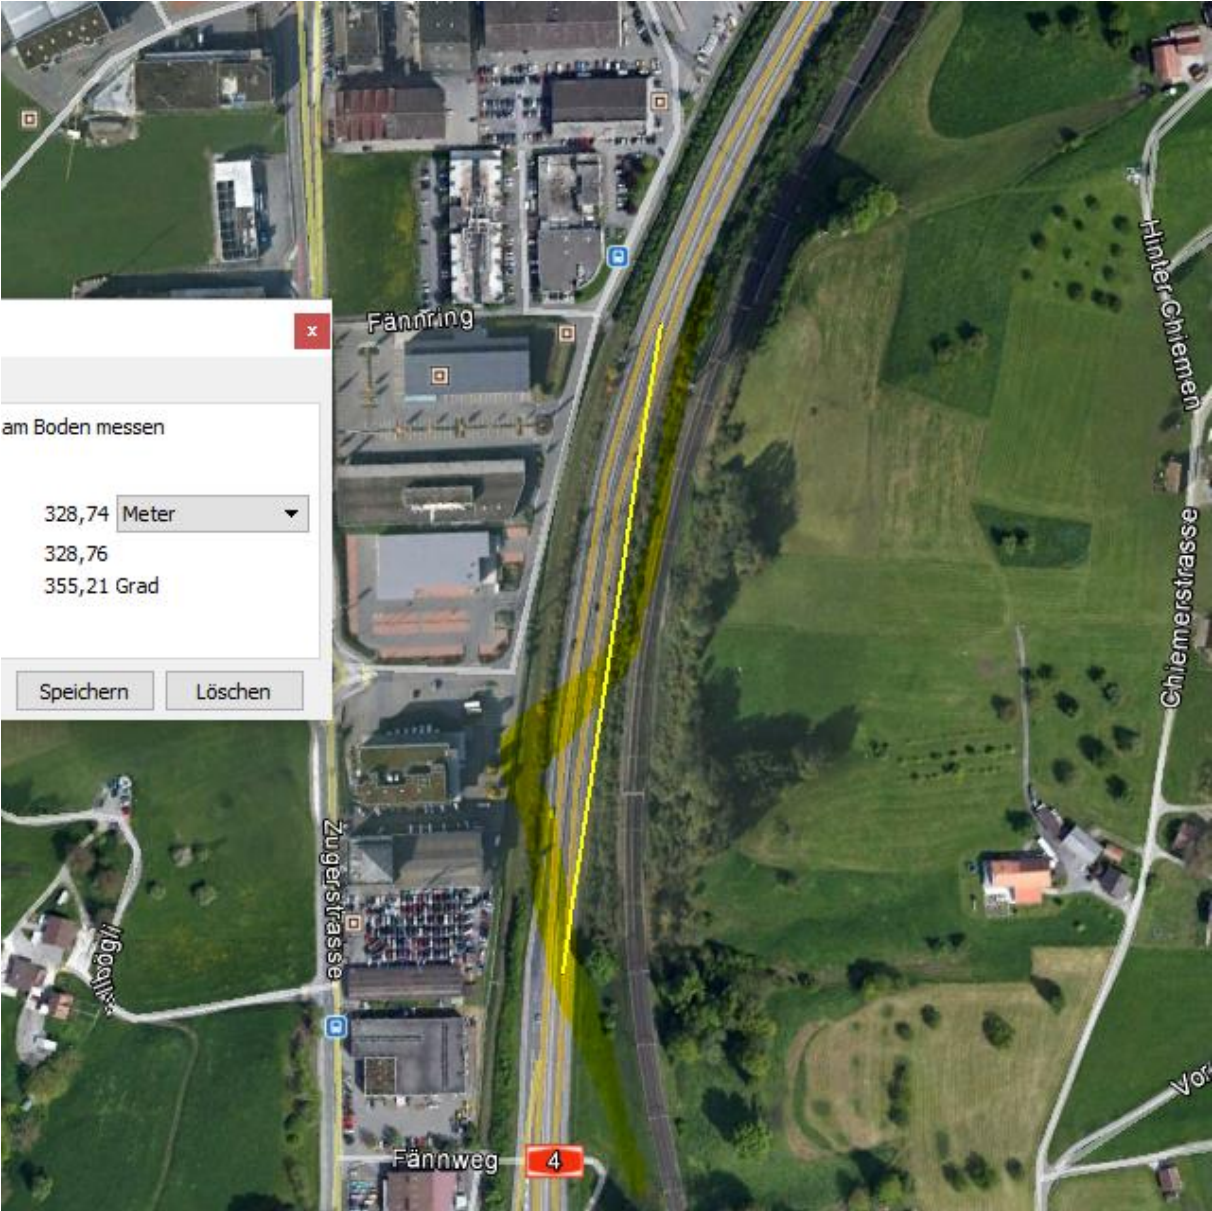 Hinter Chiemen
Fännring
x
am Boden messen
328,74 Meter
328,76
355,21 Grad
Speichern Löschen
Chiemerstrasse
Zugerstrasse
Fännweg
4